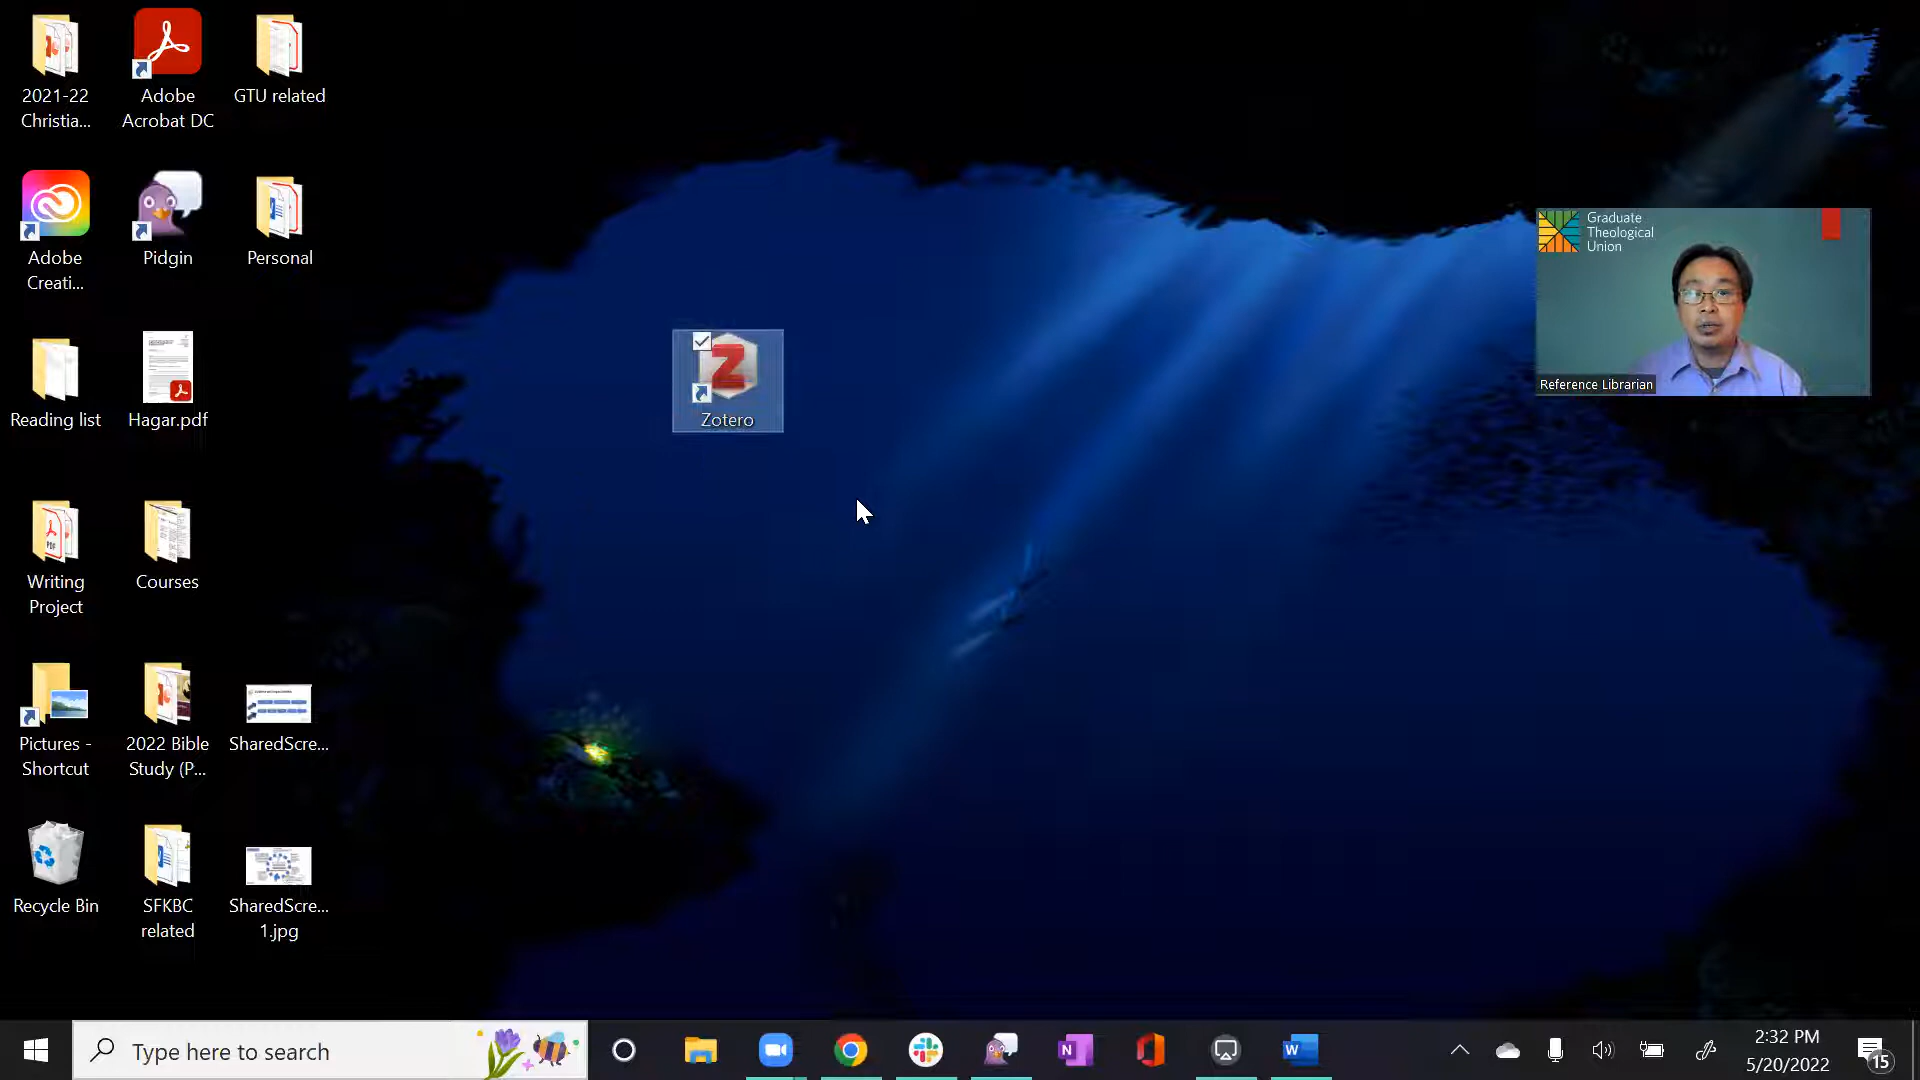 2021-22
Christia...
Adobe
Acrobat DC
GTU related
Adobe
Creati...
Pidgin
Personal
Reading list
Hagar.pdf
Writing
Project
Courses
Pictures -
Shortcut
2022 Bible
Study (P...
SharedScre...
Recycle Bin
SFKBC
related
SharedScre...
1.jpg
Z
Zotero
PDF
Graduate
Theological
Union
Reference Librarian
Type here to search
N
W
2:32 PM
5/20/2022
15